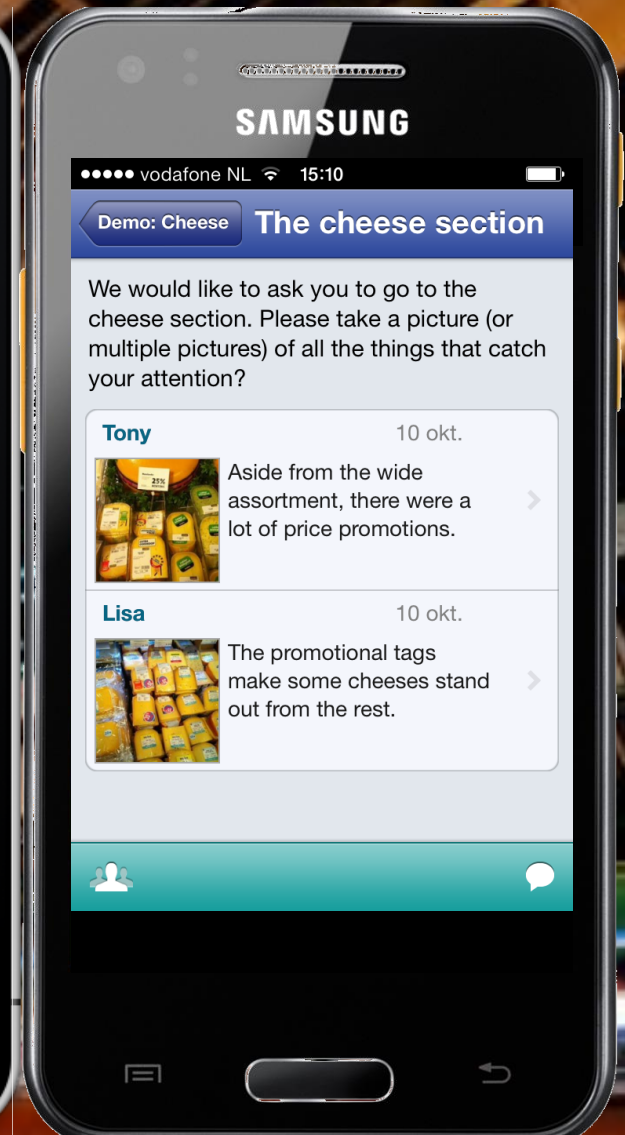 SAMSUNG
vodafone NL 15:10
Demo: Cheese The cheese section
We would like to ask you to go to the
cheese section. Please take a picture (or
multiple pictures) of all the things that catch
your attention?
Tony 10 okt.
25%
Aside from the wide
assortment, there were a
lot of price promotions.
Lisa 10 okt.
The promotional tags
make some cheeses stand
out from the rest.